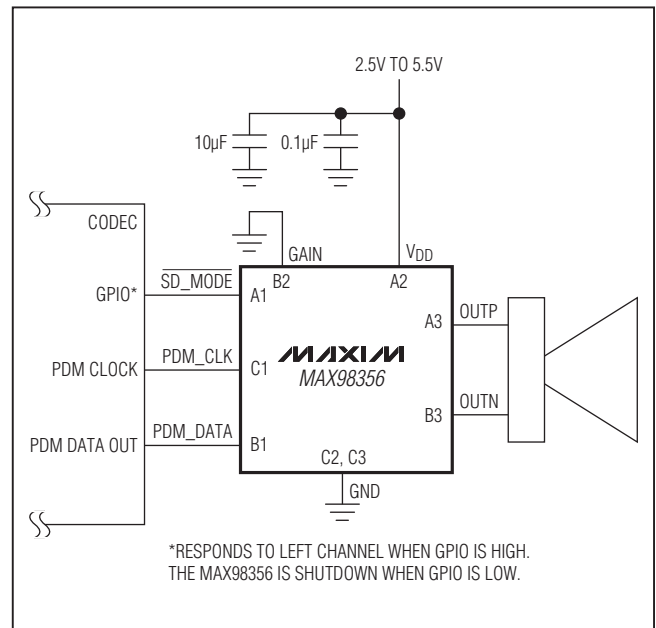 2.5V TO 5.5V
10µF
0.1µF
CODEC
GAIN
VDD
B2
A2
GPIO*
SD_MODE
A1
A3
OUTP
MAXIM
MAX98356
PDM CLOCK
PDM_CLK
C1
B3
OUTN
PDM DATA OUT
PDM_DATA
B1
C2, C3
GND
*RESPONDS TO LEFT CHANNEL WHEN GPIO IS HIGH.
THE MAX98356 IS SHUTDOWN WHEN GPIO IS LOW.